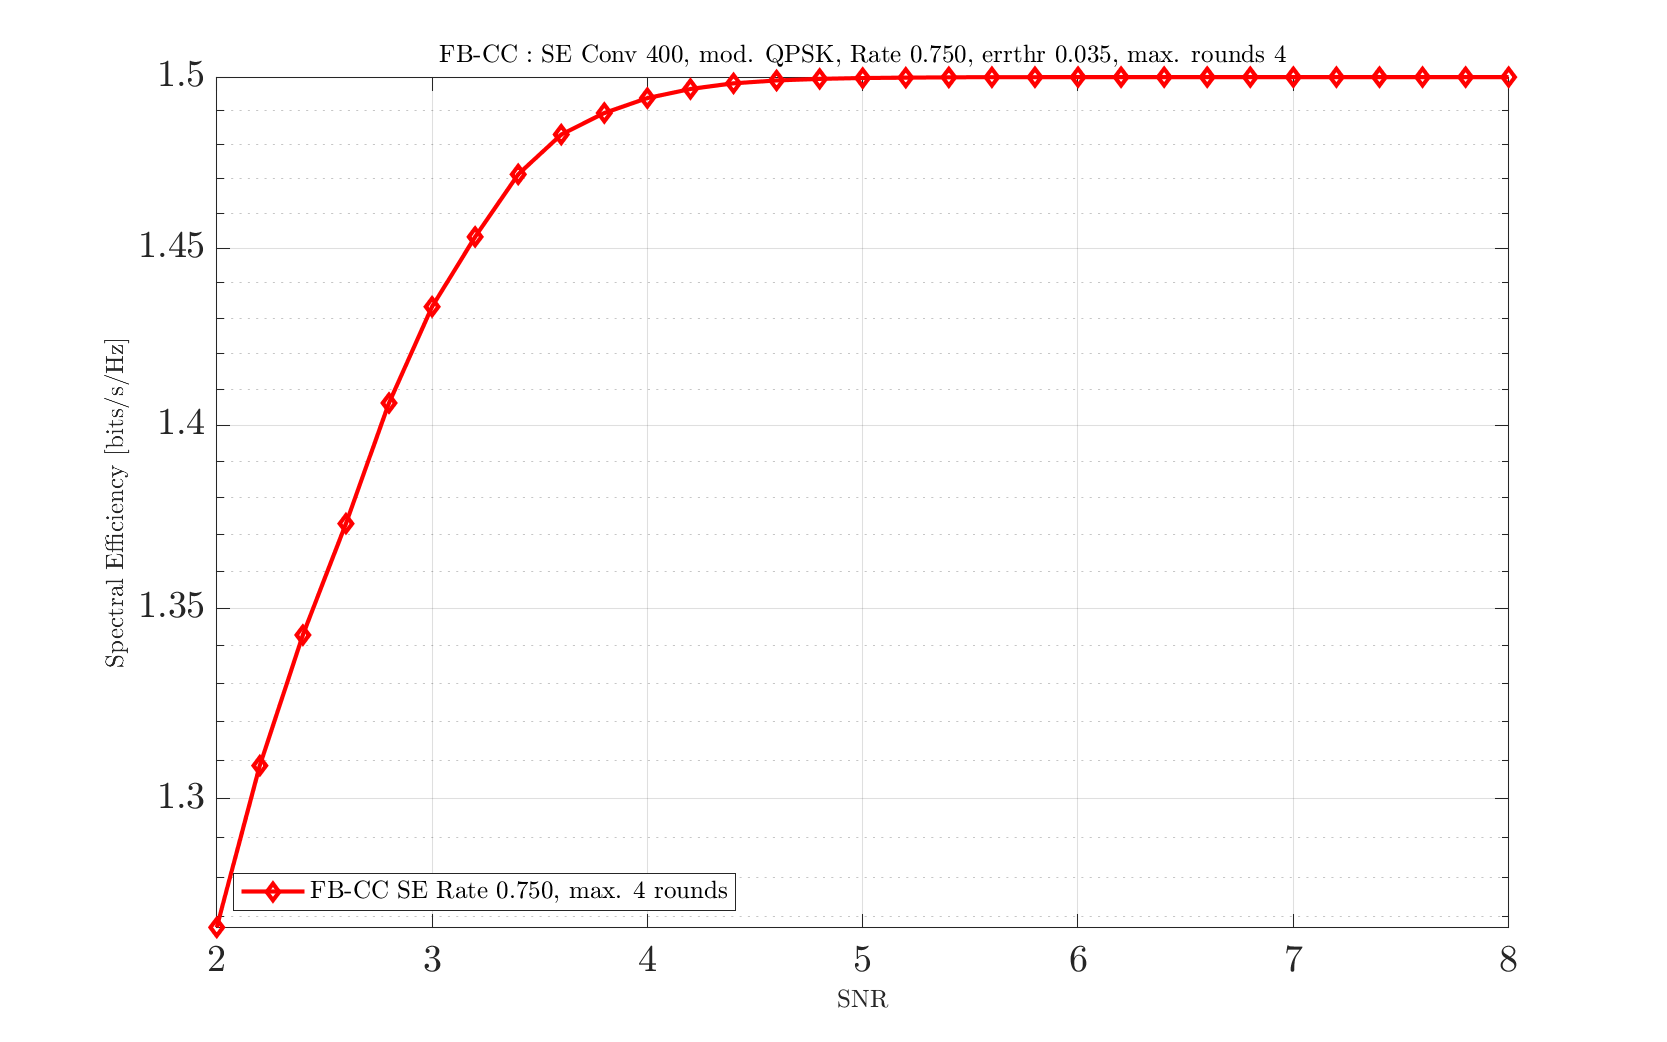 FB-CC : SE Conv 400, mod. QPSK, Rate 0.750, errthr 0.035, max. rounds 4
1.5
1.45
1.4
1.35
1.3
Spectral Efficiency [bits/s/Hz]
FB-CC SE Rate 0.750, max. 4 rounds
2 3 4 5 6 7 8
SNR